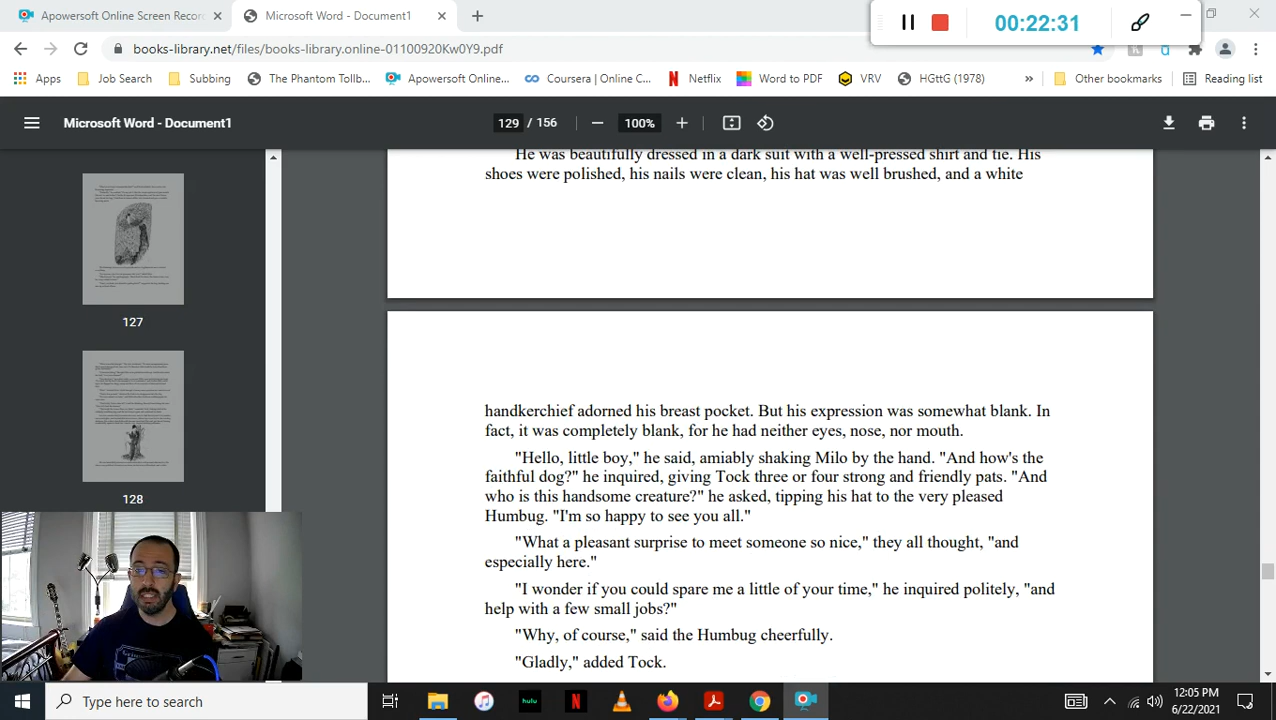 Apowersoft Online Screen Recor
Microsoft Word - Document1
00:22:31
books-library.net/files/books-library.online-01100920Kw0Y9.pdf
Apps
Job Search
Subbing
The Phantom Tollb...
Apowersoft Online...
Coursera | Online C...
Netflix
Word to PDF
VRV
HGttG (1978)
»
Other bookmarks
Reading list
Microsoft Word - Document1
129 / 156
100%
127
128
He was beautifully dressed in a dark suit with a well-pressed shirt and tie. His
shoes were polished, his nails were clean, his hat was well brushed, and a white
handkerchief adorned his breast pocket. But his expression was somewhat blank. In
fact, it was completely blank, for he had neither eyes, nose, nor mouth.
"Hello, little boy," he said, amiably shaking Milo by the hand. "And how's the
faithful dog?" he inquired, giving Tock three or four strong and friendly pats. "And
who is this handsome creature?" he asked, tipping his hat to the very pleased
Humbug. "I'm so happy to see you all."
"What a pleasant surprise to meet someone so nice," they all thought, "and
especially here."
"I wonder if you could spare me a little of your time," he inquired politely, "and
help with a few small jobs?"
"Why, of course," said the Humbug cheerfully.
"Gladly," added Tock.
Type here to search
hulu
12:05 PM
6/22/2021